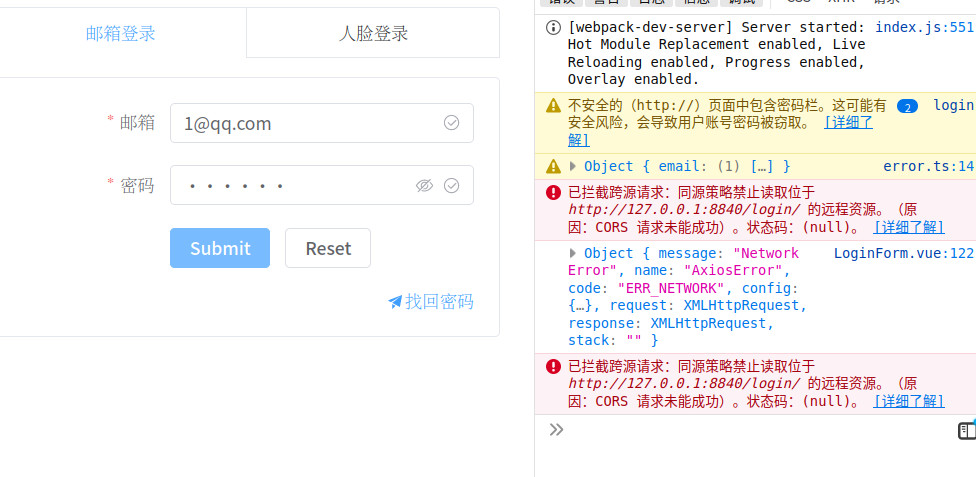 邮箱登录
人脸登录
* 邮箱
1@qq.com
* 密码
••••••
Submit
Reset
找回密码
[webpack-dev-server] Server started: index.js:551
Hot Module Replacement enabled, Live
Reloading enabled, Progress enabled,
Overlay enabled.
不安全的（http://）页面中包含密码栏。这可能有 2 login
安全风险，会导致用户账号密码被窃取。 [详细了
解]
Object { email: (1) […] } error.ts:14
已拦截跨源请求：同源策略禁止读取位于
http://127.0.0.1:8840/login/ 的远程资源。（原
因：CORS 请求未能成功）。状态码：(null)。 [详细了解]
Object { message: "Network LoginForm.vue:122
Error", name: "AxiosError",
code: "ERR_NETWORK", config:
{…}, request: XMLHttpRequest,
response: XMLHttpRequest,
stack: "" }
已拦截跨源请求：同源策略禁止读取位于
http://127.0.0.1:8840/login/ 的远程资源。（原
因：CORS 请求未能成功）。状态码：(null)。 [详细了解]